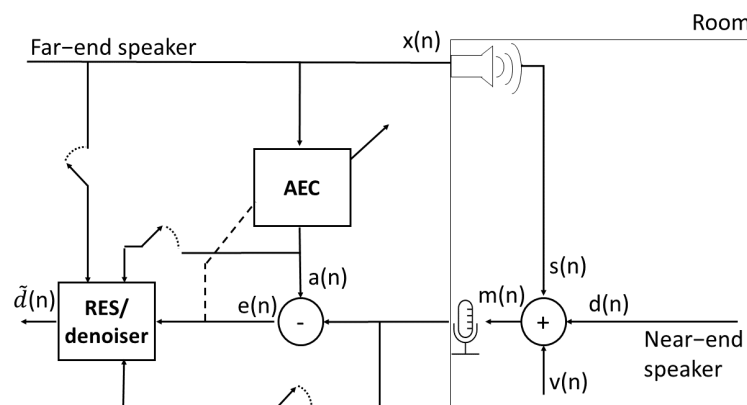 Room
Far−end speaker
x(n)
AEC
s(n)
a(n)
d̃(n)
RES/
denoiser
e(n)
-
m(n)
+
d(n)
Near−end
speaker
v(n)